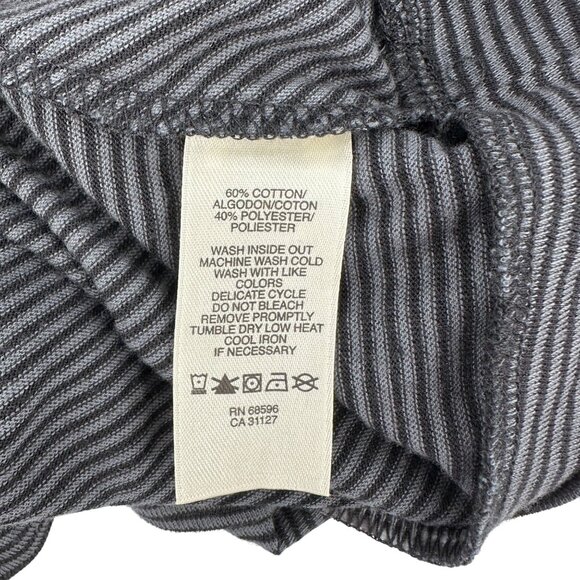 60% COTTON/
ALGODON/COTON
40% POLYESTER/
POLIESTER
WASH INSIDE OUT
MACHINE WASH COLD
WASH WITH LIKE
COLORS
DELICATE CYCLE
DO NOT BLEACH
REMOVE PROMPTLY
TUMBLE DRY LOW HEAT
COOL IRON
IF NECESSARY
RN 68596
CA 31127